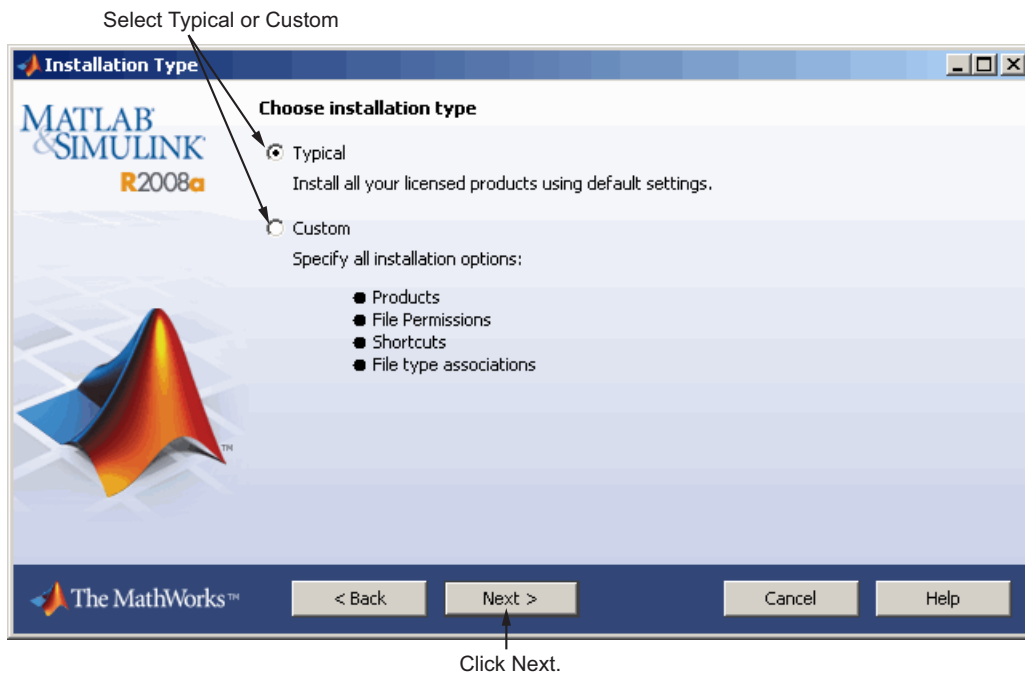 Select Typical or Custom
Installation Type
MATLAB
&SIMULINK
R2008a
Choose installation type
Typical
Install all your licensed products using default settings.
Custom
Specify all installation options:
● Products
● File Permissions
● Shortcuts
● File type associations
TM
The MathWorks™
< Back
Next >
Cancel
Help
Click Next.